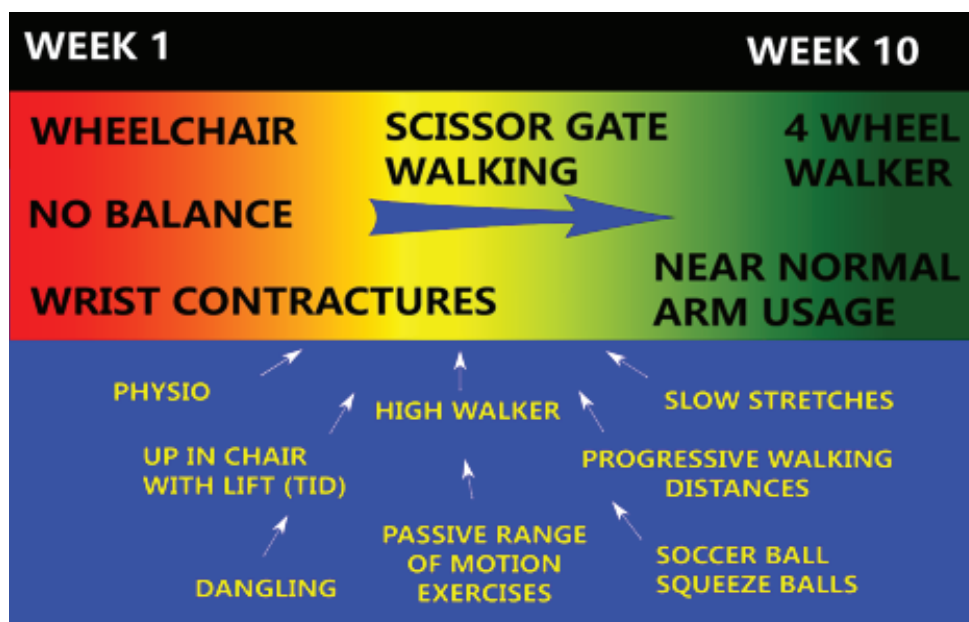 WEEK 1
WEEK 10
WHEELCHAIR
SCISSOR GATE
WALKING
4 WHEEL
WALKER
NO BALANCE
WRIST CONTRACTURES
NEAR NORMAL
ARM USAGE
PHYSIO
HIGH WALKER
SLOW STRETCHES
UP IN CHAIR
WITH LIFT (TID)
PROGRESSIVE WALKING
DISTANCES
DANGLING
PASSIVE RANGE
OF MOTION
EXERCISES
SOCCER BALL
SQUEEZE BALLS